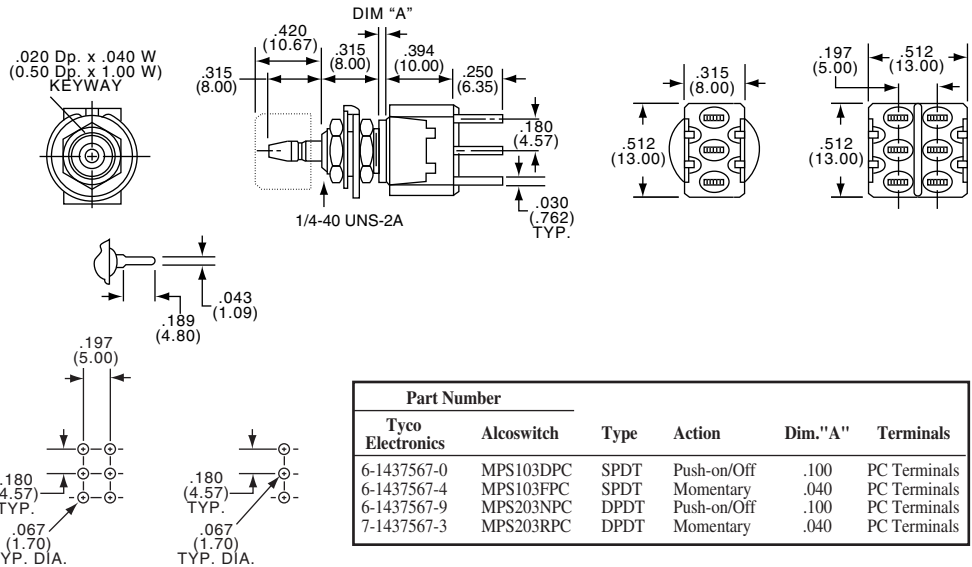 DIM "A"
.420
(10.67)
.315
(8.00)
.394
(10.00)
.250
(6.35)
.315
(8.00)
.180
(4.57)
.030
(.762)
TYP.
1/4-40 UNS-2A
.020 Dp. x .040 W
(0.50 Dp. x 1.00 W)
KEYWAY
.315
(8.00)
.512
(13.00)
.197
(5.00)
.512
(13.00)
.512
(13.00)
.043
(1.09)
.189
(4.80)
.197
(5.00)
.180
(4.57)
TYP.
.067
(1.70)
TYP. DIA.
.180
(4.57)
TYP.
.067
(1.70)
TYP. DIA.
Part Number
Tyco Electronics Alcoswitch Type Action Dim."A" Terminals
6-1437567-0 MPS103DPC SPDT Push-on/Off .100 PC Terminals
6-1437567-4 MPS103FPC SPDT Momentary .040 PC Terminals
6-1437567-9 MPS203NPC DPDT Push-on/Off .100 PC Terminals
7-1437567-3 MPS203RPC DPDT Momentary .040 PC Terminals